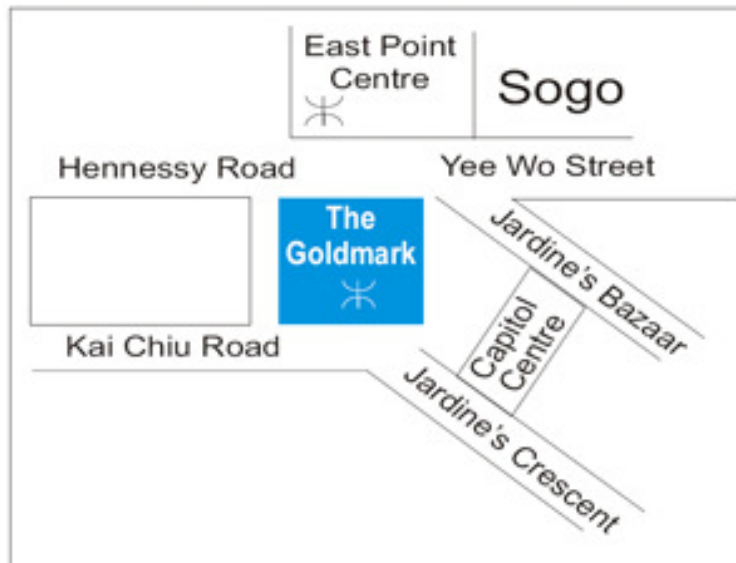 East Point
Centre
Sogo
Hennessy Road
Yee Wo Street
The
Goldmark
Jardine's Bazaar
Capitol
Centre
Kai Chiu Road
Jardine's Crescent